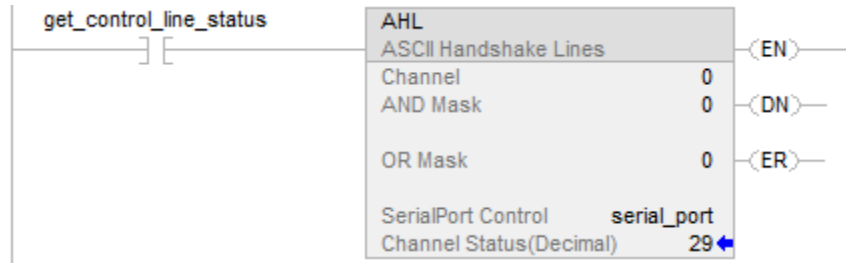 get_control_line_status
AHL
ASCII Handshake Lines
EN
Channel 0
AND Mask 0
DN
OR Mask 0
ER
SerialPort Control serial_port
Channel Status(Decimal) 29